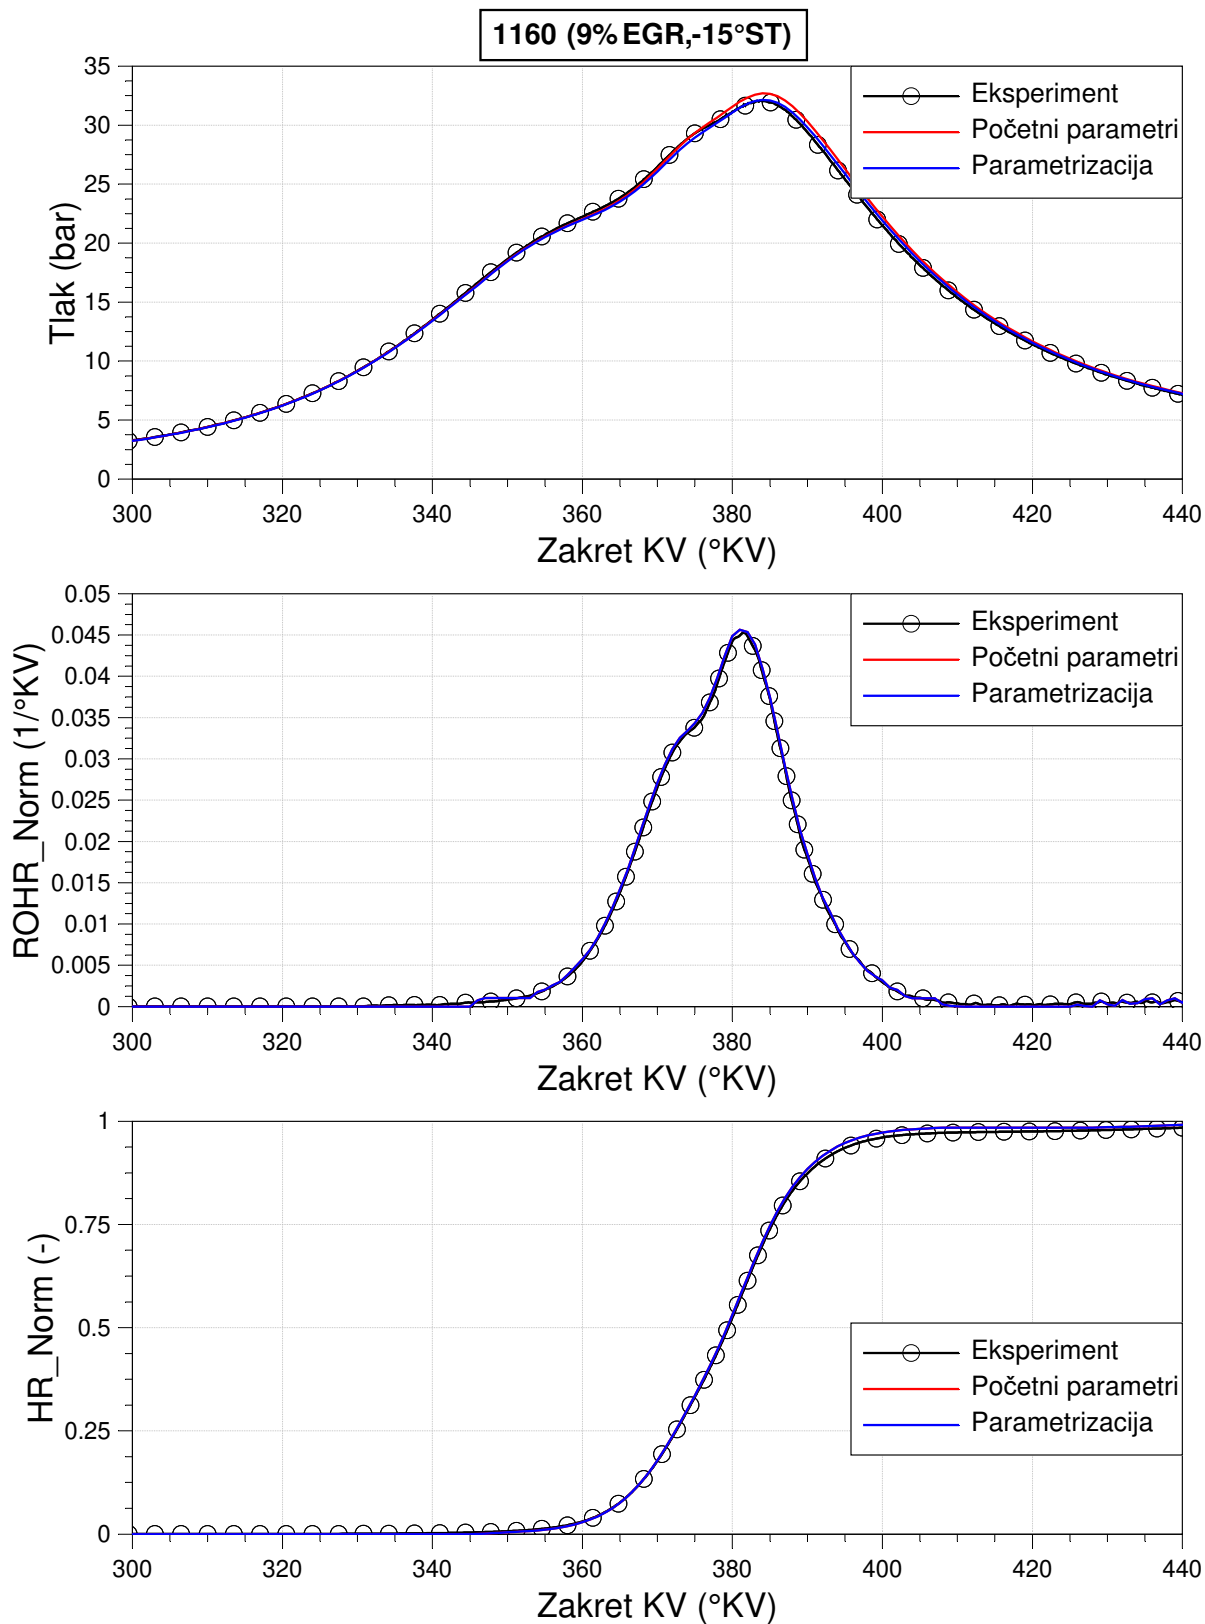 1160 (9% EGR,-15°ST)
35
30
25
20
15
10
5
0
Tlak (bar)
Eksperiment
Početni parametri
Parametrizacija
300 320 340 360 380 400 420 440
Zakret KV (°KV)
0.05
0.045
0.04
0.035
0.03
0.025
0.02
0.015
0.01
0.005
0
ROHR_Norm (1/°KV)
Eksperiment
Početni parametri
Parametrizacija
300 320 340 360 380 400 420 440
Zakret KV (°KV)
1
0.75
0.5
0.25
0
HR_Norm (-)
Eksperiment
Početni parametri
Parametrizacija
300 320 340 360 380 400 420 440
Zakret KV (°KV)